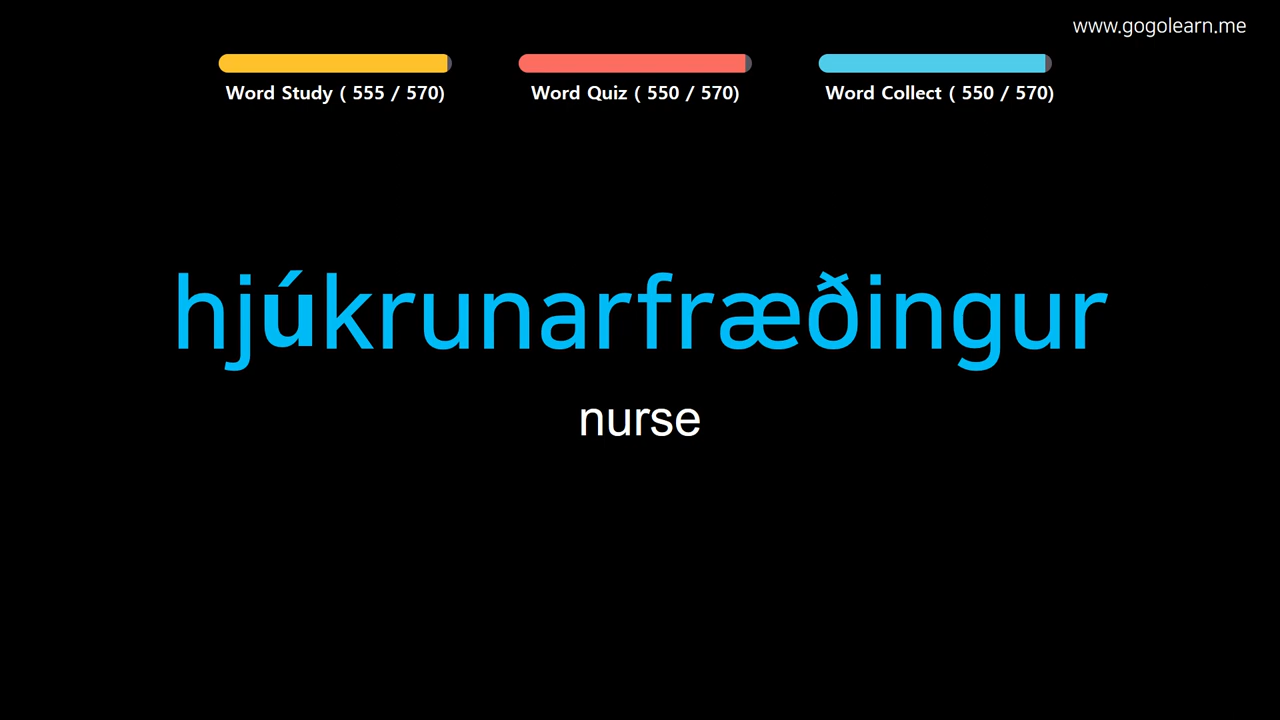 www.gogolearn.me
Word Study ( 555 / 570)
Word Quiz ( 550 / 570)
Word Collect ( 550 / 570)
hjúkrunarfræðingur
nurse